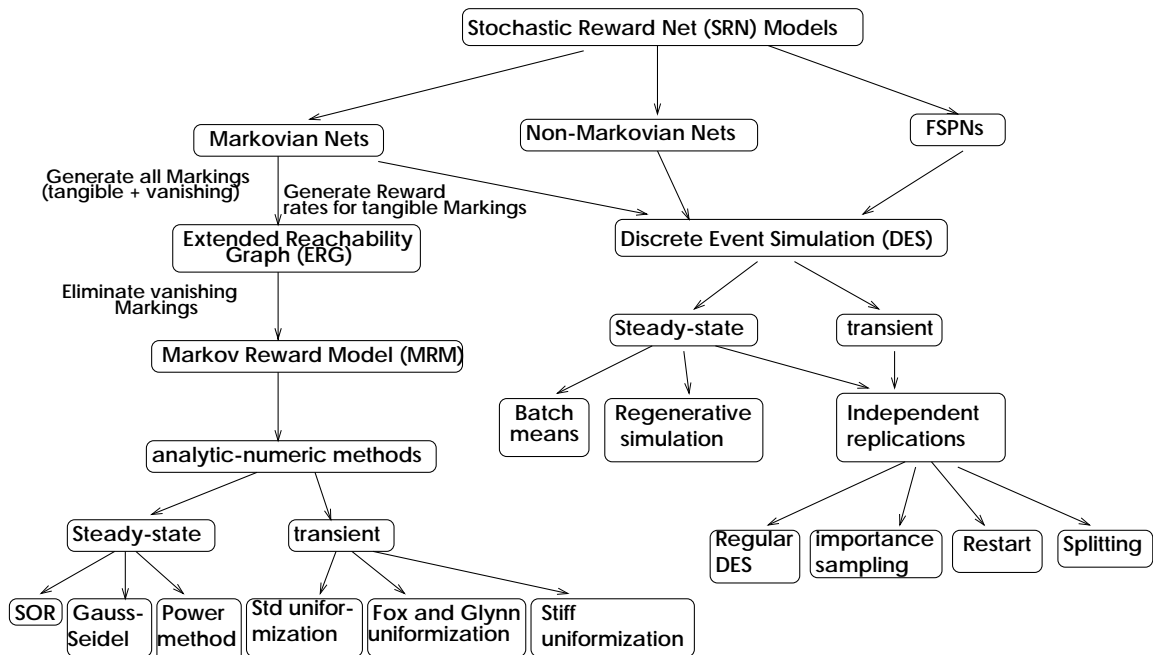 Stochastic Reward Net (SRN) Models
Markovian Nets
Non-Markovian Nets
FSPNs
Generate all Markings
(tangible + vanishing)
Generate Reward
rates for tangible Markings
Extended Reachability
Graph (ERG)
Discrete Event Simulation (DES)
Eliminate vanishing
Markings
Steady-state
transient
Markov Reward Model (MRM)
Batch
means
Regenerative
simulation
Independent
replications
analytic-numeric methods
Steady-state
transient
Regular
DES
importance
sampling
Restart
Splitting
SOR
Gauss-
Seidel
Power
method
Std unifor-
mization
Fox and Glynn
uniformization
Stiff
uniformization